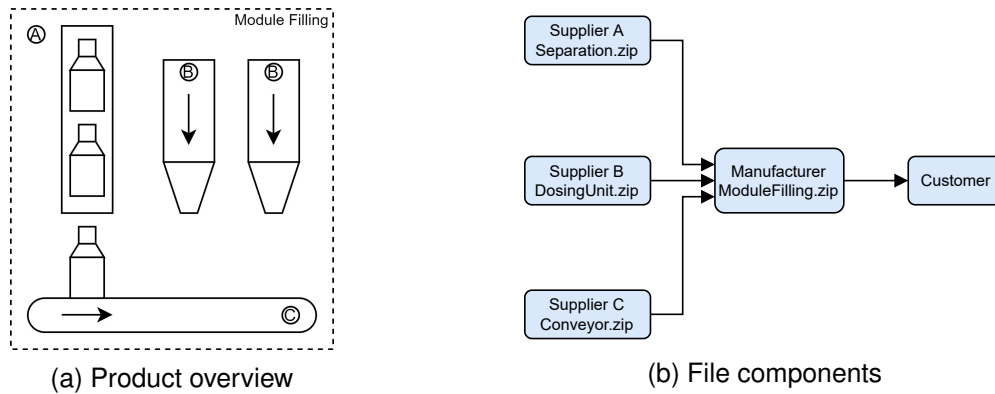 Module Filling
A
B
B
C
(a) Product overview
Supplier A
Separation.zip
Supplier B
DosingUnit.zip
Supplier C
Conveyor.zip
Manufacturer
ModuleFilling.zip
Customer
(b) File components